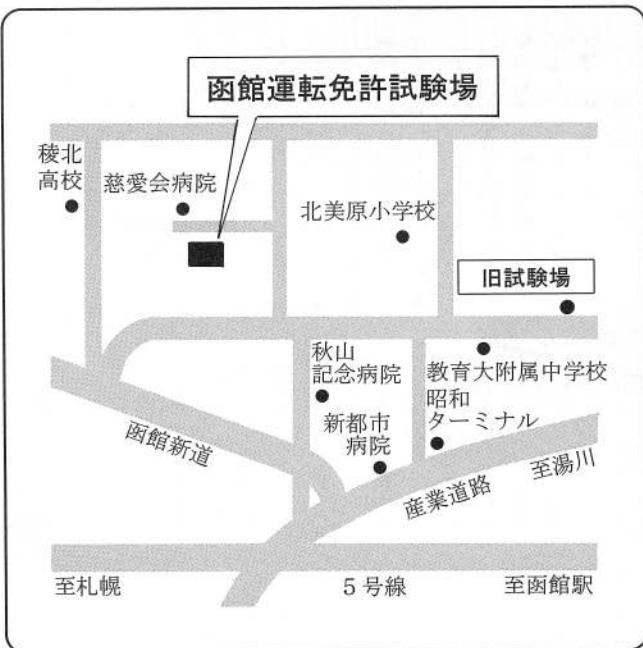 函館運転免許試験場
稜北
高校
慈愛会病院
北美原小学校
旧試験場
秋山
記念病院
教育大附属中学校
新都市
病院
昭和
ターミナル
函館新道
産業道路
至湯川
至札幌
5号線
至函館駅